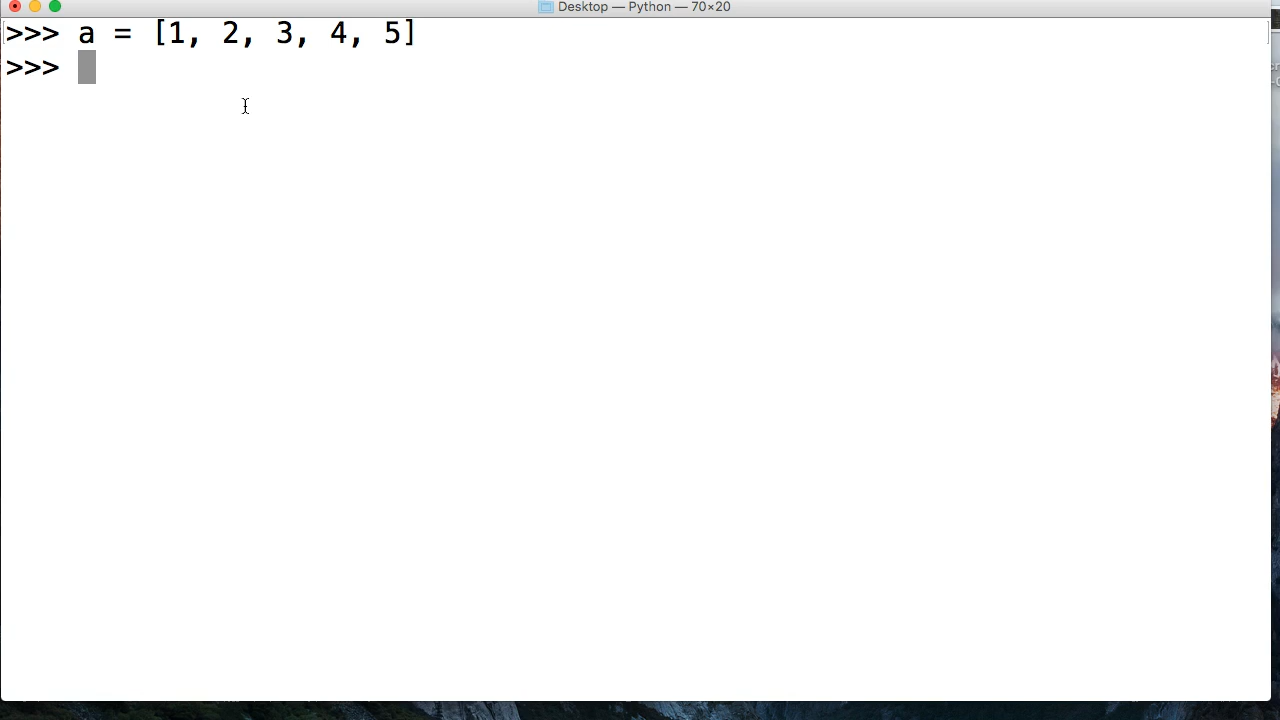 Desktop — Python — 70×20
>>> a = [1, 2, 3, 4, 5]
>>>